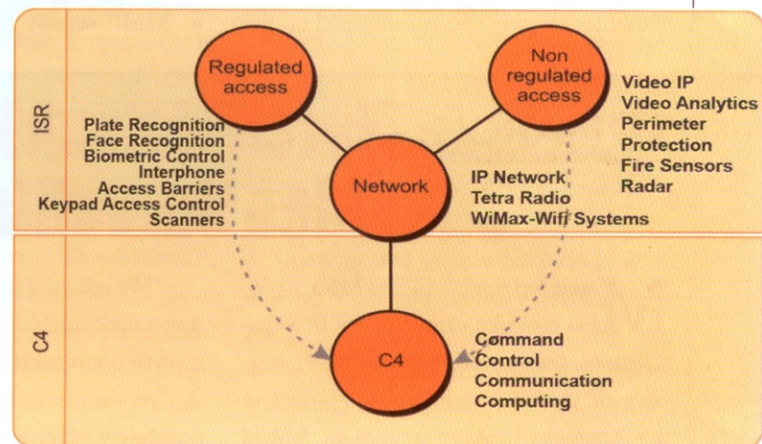 ISR
Regulated
access
Non
regulated
access
Plate Recognition
Face Recognition
Biometric Control
Interphone
Access Barriers
Keypad Access Control
Scanners
Video IP
Video Analytics
Perimeter
Protection
Fire Sensors
Radar
Network
IP Network
Tetra Radio
WiMax-Wifi Systems
C4
C4
Command
Control
Communication
Computing